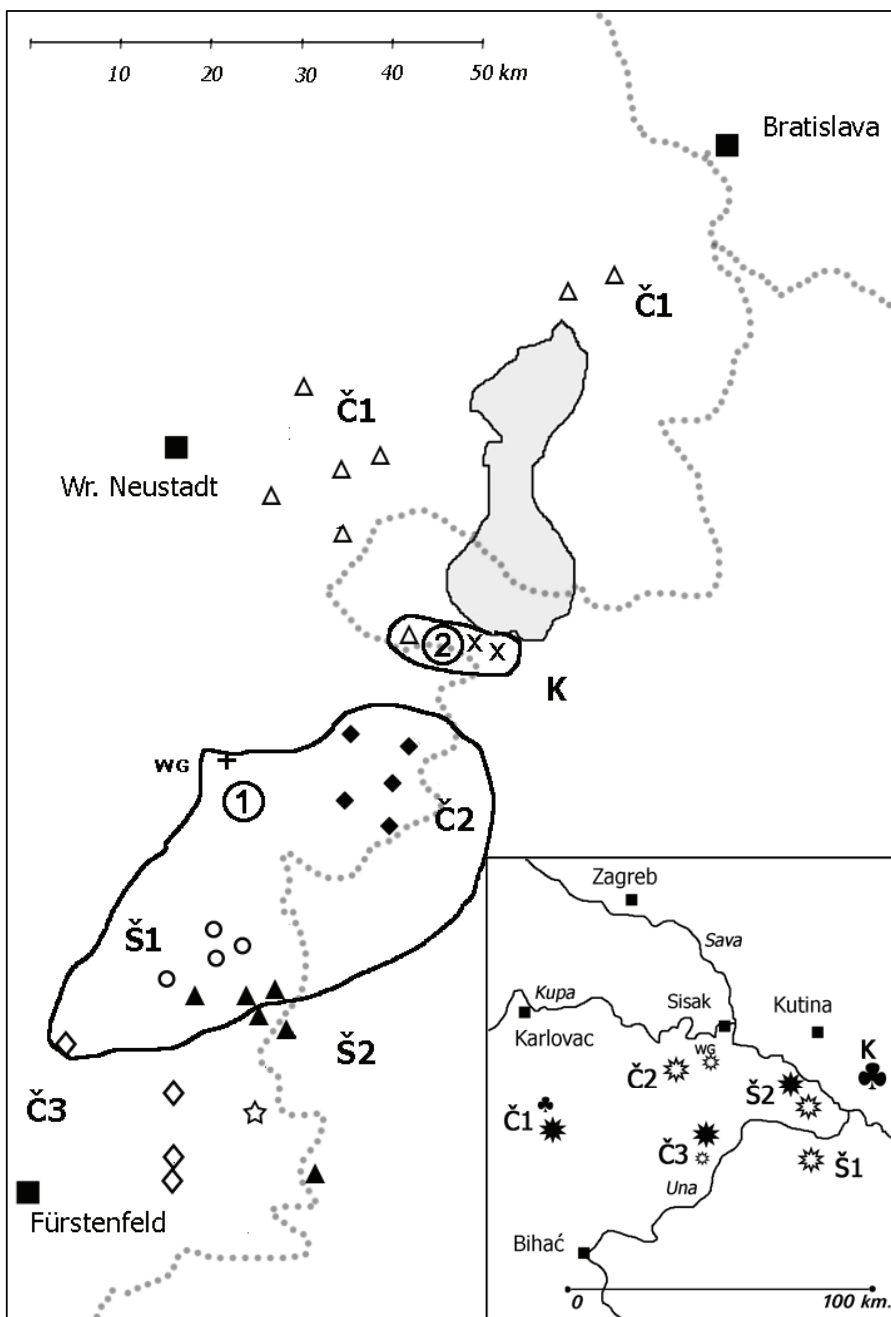 10 20 30 40 50 km
Bratislava
Č1
Č1
Wr. Neustadt
2
K
WG
1
Č2
Š1
Š2
Č3
Fürstenfeld
Zagreb
Sava
Kupa
Sisak
Kutina
Karlovac
WG
K
Č2
Š2
Č1
Č3
Š1
Una
Bihać
0 100 km.